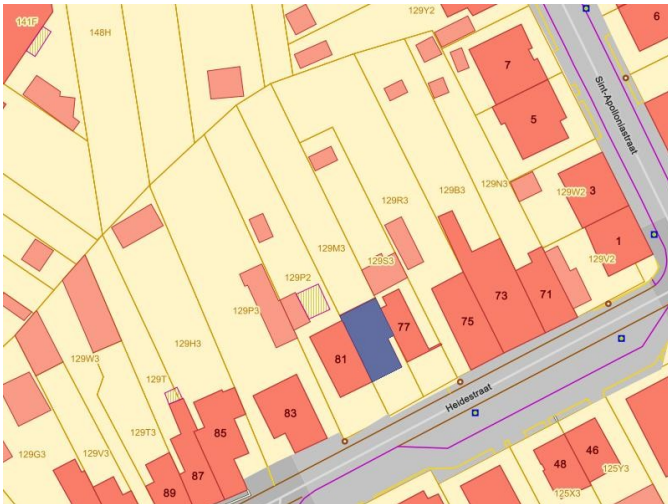 141F
148H
129Y2
6
7
5
Sint-Apolloniastraat
3
129W2
1
129V2
129N3
129B3
129R3
129M3
129S3
129P2
129P3
129H3
129W3
129T
129T3
129V3
129G3
71
73
75
77
81
83
85
87
89
Heidestraat
46
48
125Y3
125X3